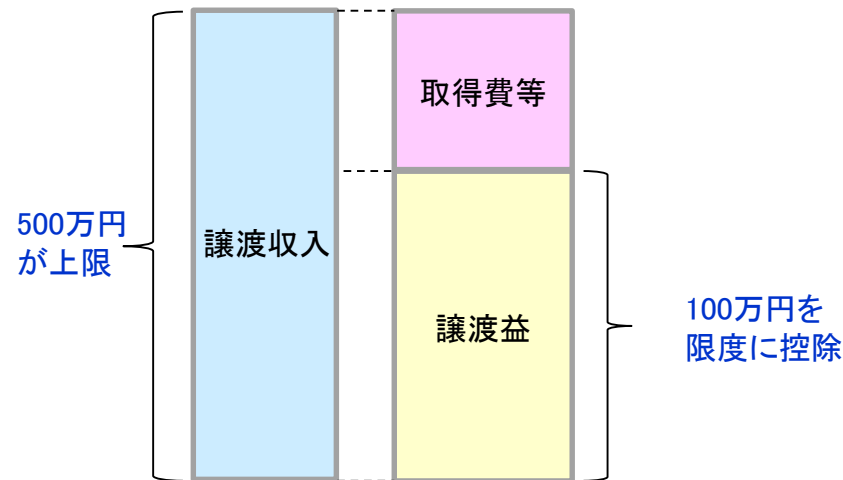 取得費等
500万円
が上限
譲渡収入
譲渡益
100万円を
限度に控除